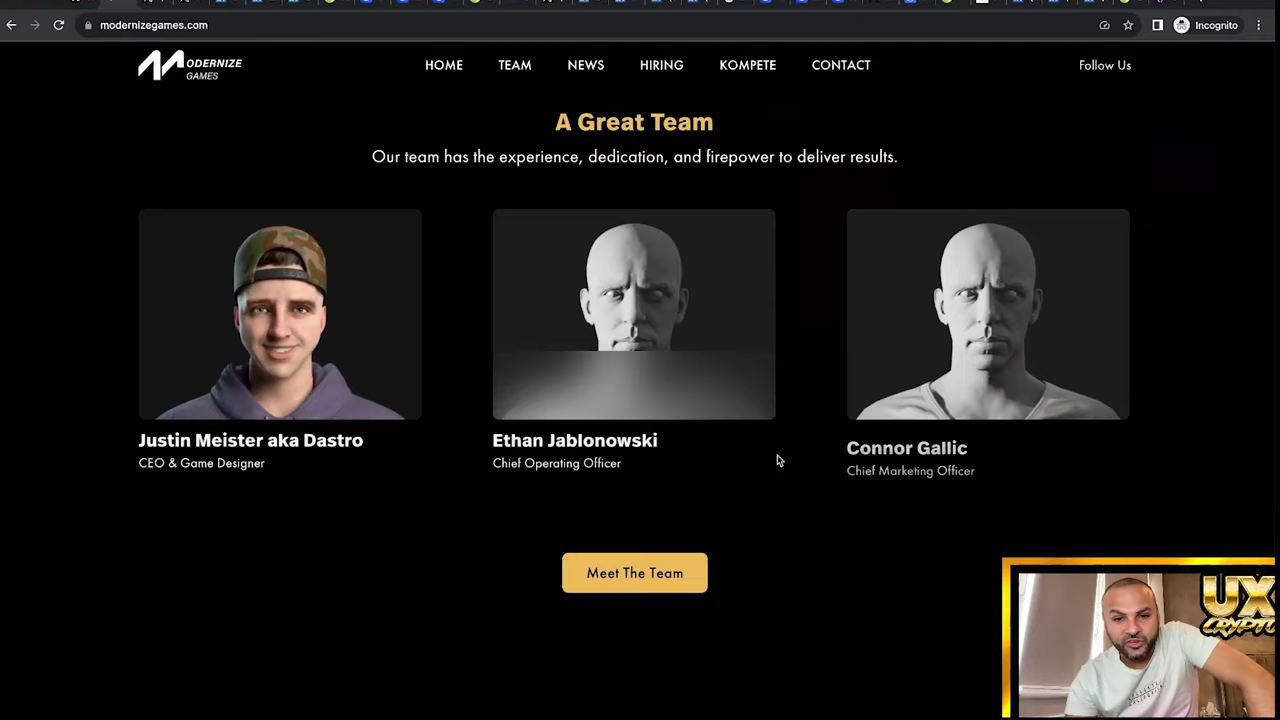 modernizegames.com
Incognito
MODERNIZE
GAMES
HOME
TEAM
NEWS
HIRING
KOMPETE
CONTACT
Follow Us
A Great Team
Our team has the experience, dedication, and firepower to deliver results.
Justin Meister aka Dastro
CEO & Game Designer
Ethan Jablonowski
Chief Operating Officer
Connor Gallic
Chief Marketing Officer
Meet The Team
UX
CRYPTO